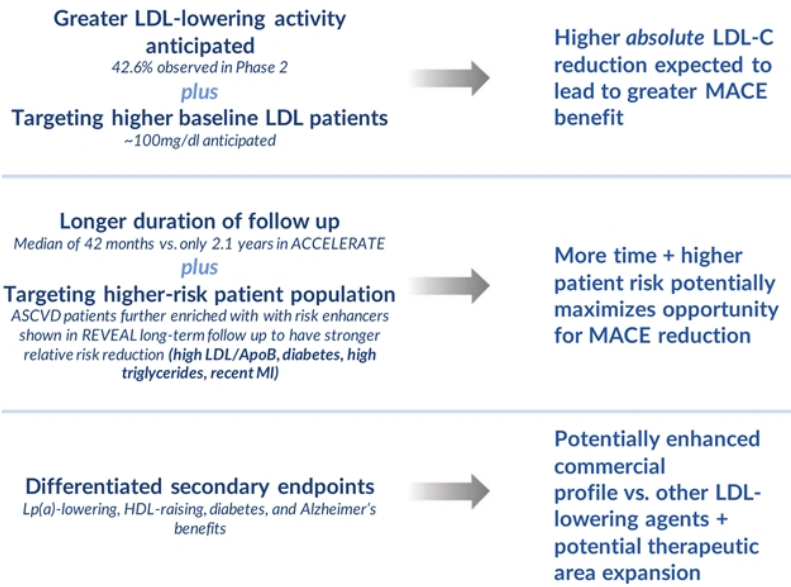 Greater LDL-lowering activity
anticipated
42.6% observed in Phase 2
plus
Targeting higher baseline LDL patients
~100mg/dl anticipated
Higher absolute LDL-C
reduction expected to
lead to greater MACE
benefit
Longer duration of follow up
Median of 42 months vs. only 2.1 years in ACCELERATE
plus
Targeting higher-risk patient population
ASCVD patients further enriched with with risk enhancers
shown in REVEAL long-term follow up to have stronger
relative risk reduction (high LDL/ApoB, diabetes, high
triglycerides, recent MI)
More time + higher
patient risk potentially
maximizes opportunity
for MACE reduction
Differentiated secondary endpoints
Lp(a)-lowering, HDL-raising, diabetes, and Alzheimer's
benefits
Potentially enhanced
commercial
profile vs. other LDL-
lowering agents +
potential therapeutic
area expansion